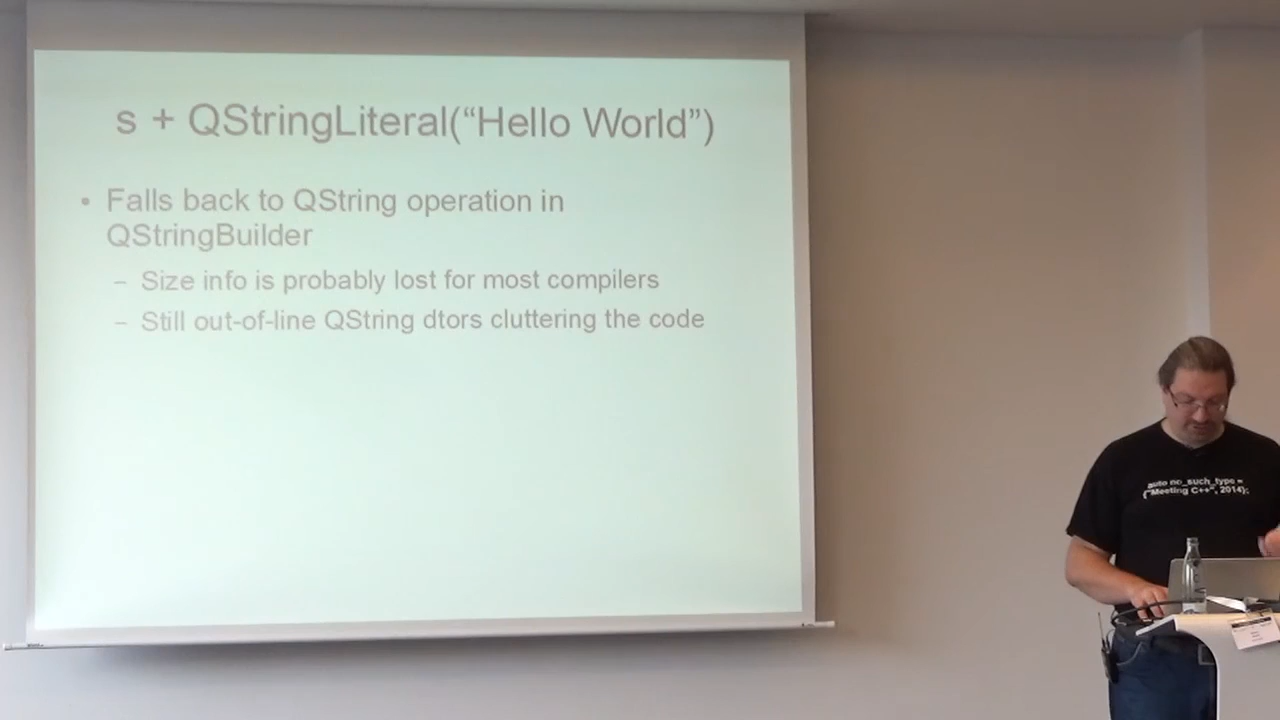 s + QStringLiteral(“Hello World”)
• Falls back to QString operation in
QStringBuilder
– Size info is probably lost for most compilers
– Still out-of-line QString dtors cluttering the code
auto no_such_type =
{"Meeting C++", 2014};